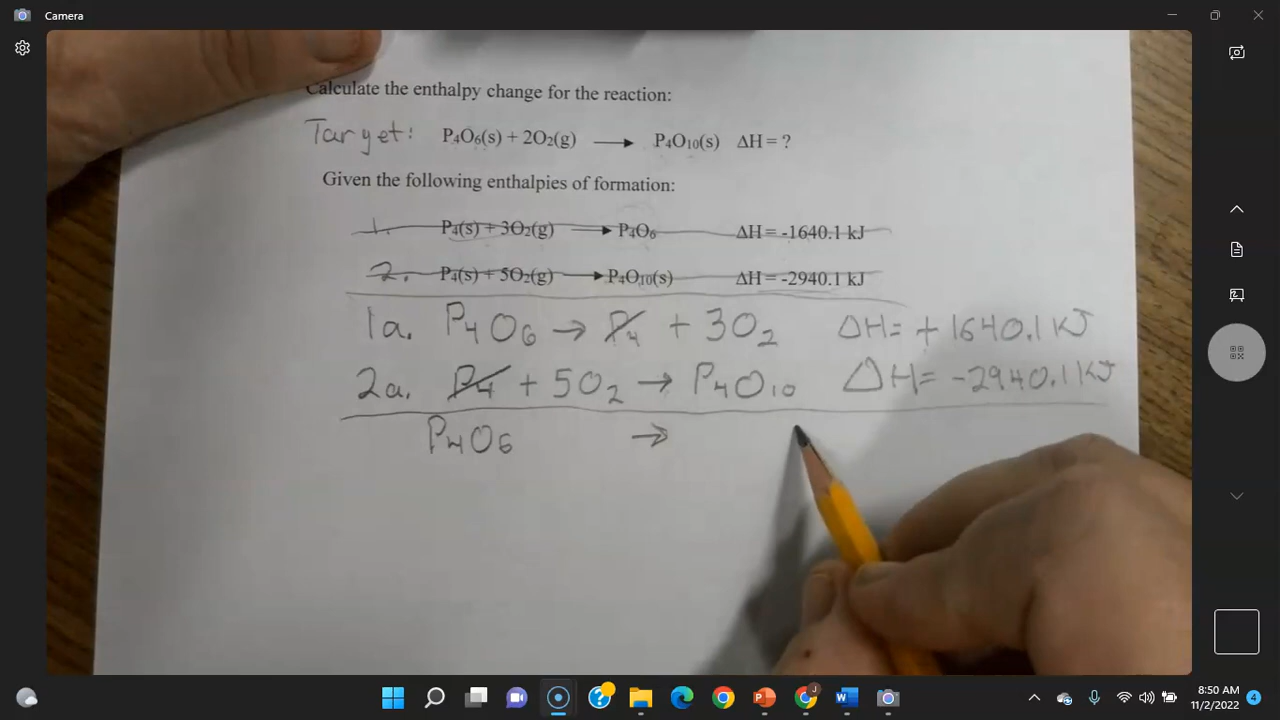 Camera
Calculate the enthalpy change for the reaction:
Target: P₄O₆(s) + 2O₂(g) → P₄O₁₀(s) ΔH = ?
Given the following enthalpies of formation:
1. P₄(s) + 3O₂(g) → P₄O₆ ΔH = -1640.1 kJ
2. P₄(s) + 5O₂(g) → P₄O₁₀(s) ΔH = -2940.1 kJ
1a. P₄O₆ → P₄ + 3O₂ ΔH = + 1640.1 KJ
2a. P₄ + 5O₂ → P₄O₁₀ ΔH = -2940.1 KJ
P₄O₆ →
8:50 AM
11/2/2022
4